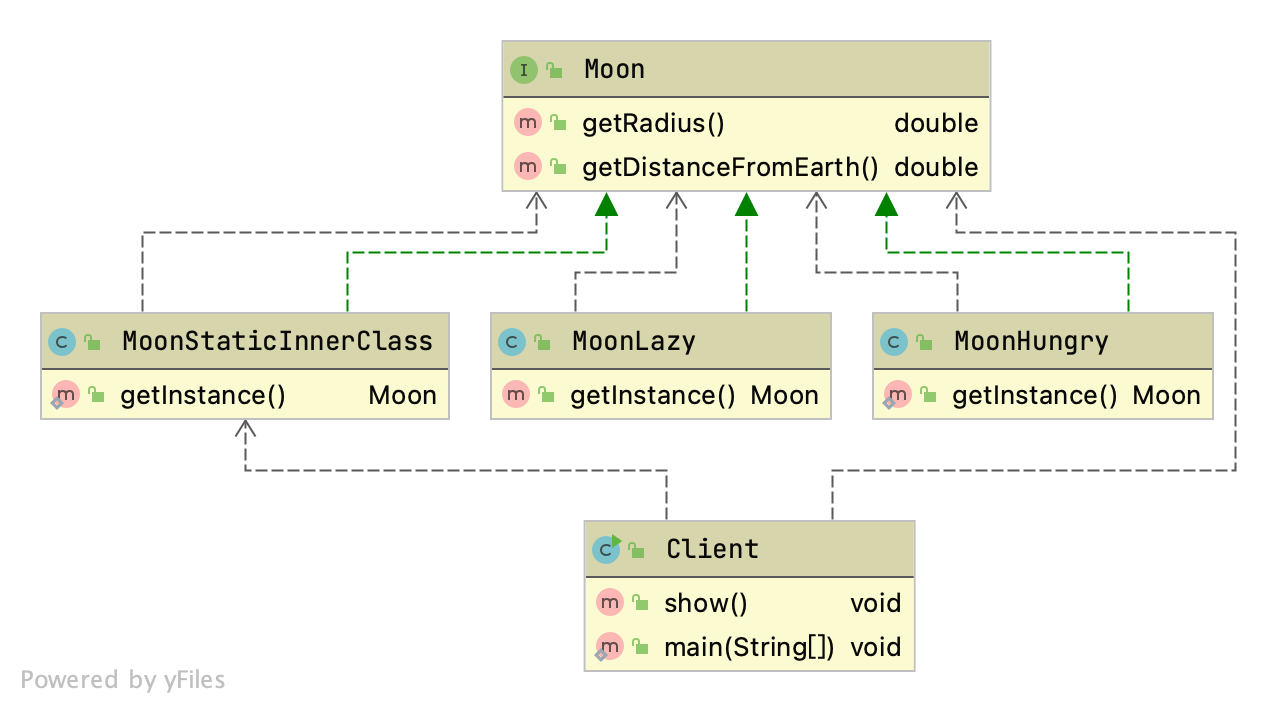 Moon
getRadius() double
getDistanceFromEarth() double
MoonStaticInnerClass
getInstance() Moon
MoonLazy
getInstance() Moon
MoonHungry
getInstance() Moon
Client
show() void
main(String[]) void
Powered by yFiles